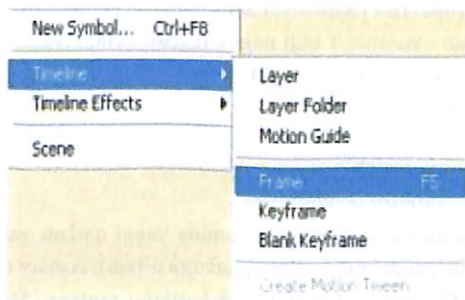 New Symbol... Ctrl+F8
Timeline
Timeline Effects
Scene
Layer
Layer Folder
Motion Guide
Frame F5
Keyframe
Blank Keyframe
Create Motion Tween